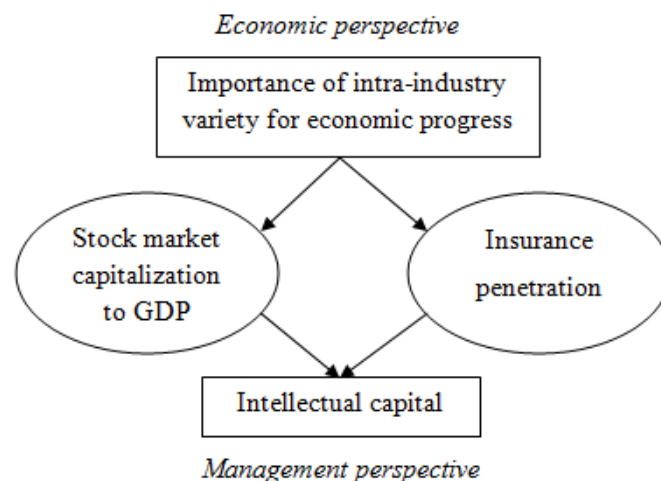 Economic perspective
Importance of intra-industry
variety for economic progress
Stock market
capitalization
to GDP
Insurance
penetration
Intellectual capital
Management perspective